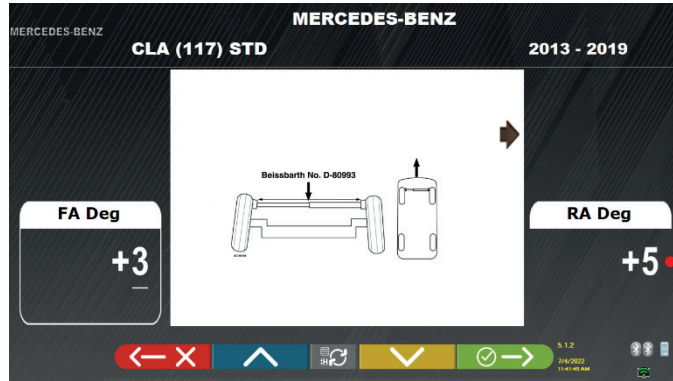 MERCEDES-BENZ
MERCEDES-BENZ
CLA (117) STD
2013 - 2019
Beissbarth No. D-80993
FA Deg
RA Deg
+3
+5
:H
5.1.2
7/4/2022
11:41:40 AM